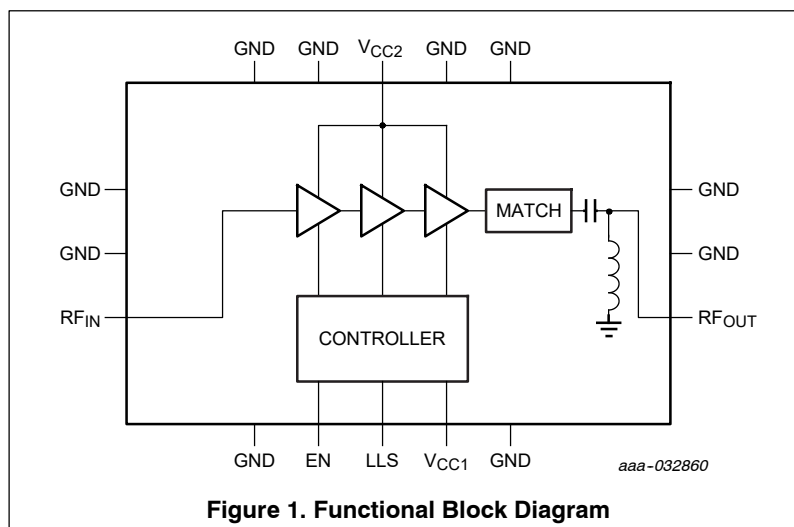 GND GND VCC2 GND GND
GND GND
MATCH
GND GND
RFIN RFOUT
CONTROLLER
GND EN LLS VCC1 GND
aaa-032860
Figure 1. Functional Block Diagram